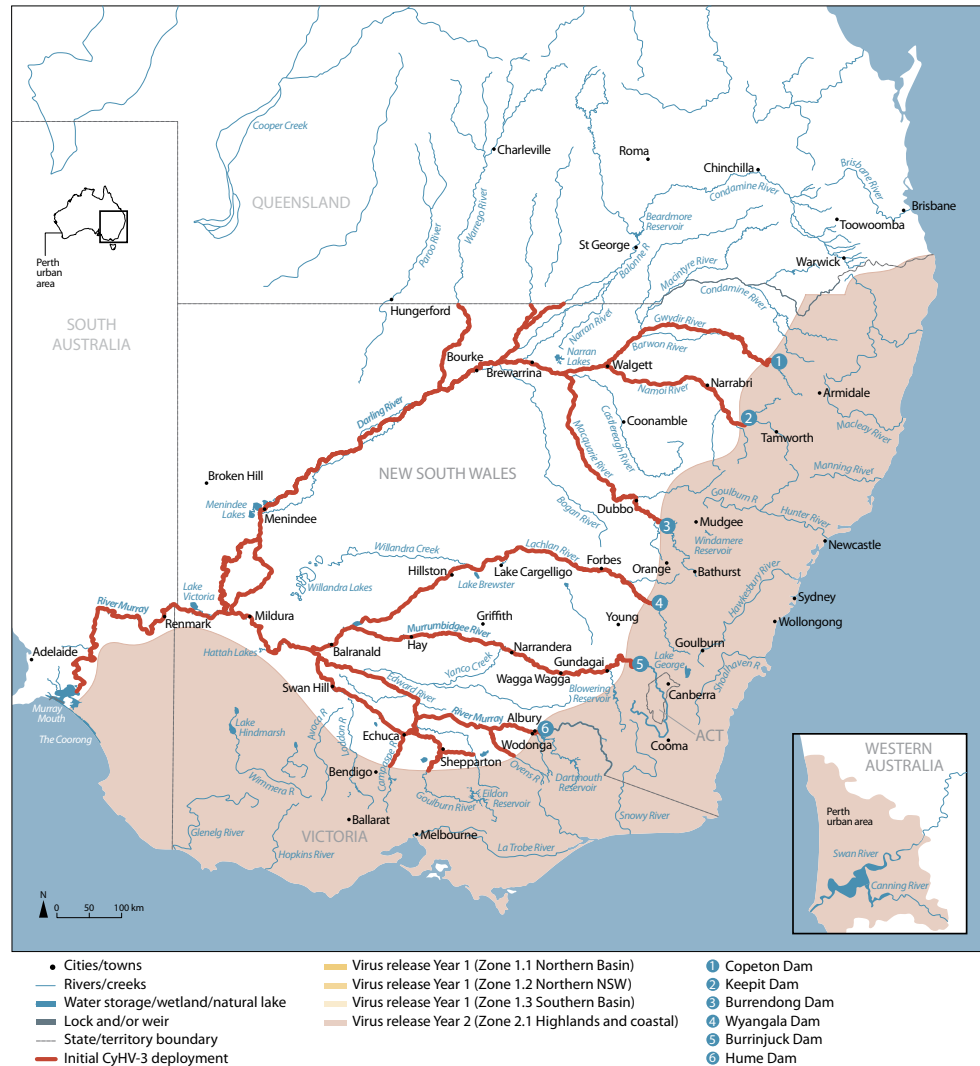 Cooper Creek
Charleville
Roma
Chinchilla
Condamine River
Brisbane River
Brisbane
QUEENSLAND
Warrego River
Paroo River
Beardmore
Reservoir
St George
Balonne R
Toowoomba
Warwick
Macintyre River
Condamine River
Perth
urban
area
Hungerford
SOUTH
AUSTRALIA
Gwydir River
Narran River
Barwon River
Narran
Lakes
Bourke
Brewarrina
Walgett
1
Narrabri
Namoi River
Armidale
2
Coonamble
Castlereagh River
Macquarie River
Tamworth
Macleay River
Darling River
Broken Hill
NEW SOUTH WALES
Manning River
Menindee
Lakes
Menindee
Bogan River
Dubbo
Goulburn R
Hunter River
3
Mudgee
Windamere
Reservoir
Newcastle
Willandra Creek
Lachlan River
Hillston
Lake Cargelligo
Forbes
Orange
Bathurst
Willandra Lakes
Lake Brewster
Hawkesbury River
Lake
Victoria
River Murray
Renmark
Mildura
Griffith
Young
4
Sydney
Wollongong
Murrumbidgee River
Hay
Narrandera
Goulburn
Adelaide
Hattah Lakes
Balranald
Yanco Creek
Gundagai
5
Lake
George
Shoalhaven R
Wagga Wagga
Swan Hill
Edward River
Blowering
Reservoir
Canberra
Murray
Mouth
The Coorong
Lake
Hindmarsh
Avoca R
Loddon R
River Murray
Albury
6
ACT
Echuca
Wodonga
Cooma
Campaspe R
Shepparton
Bendigo
Ovens R
Dartmouth
Reservoir
Wimmera R
Eildon
Reservoir
Goulburn River
Snowy River
Ballarat
Glenelg River
VICTORIA
Melbourne
La Trobe River
Hopkins River
WESTERN
AUSTRALIA
Perth
urban area
Swan River
Canning River
N
0 50 100 km
Cities/towns
Rivers/creeks
Water storage/wetland/natural lake
Lock and/or weir
State/territory boundary
Initial CyHV-3 deployment
Virus release Year 1 (Zone 1.1 Northern Basin)
Virus release Year 1 (Zone 1.2 Northern NSW)
Virus release Year 1 (Zone 1.3 Southern Basin)
Virus release Year 2 (Zone 2.1 Highlands and coastal)
1 Copeton Dam
2 Keepit Dam
3 Burrendong Dam
4 Wyangala Dam
5 Burrinjuck Dam
6 Hume Dam